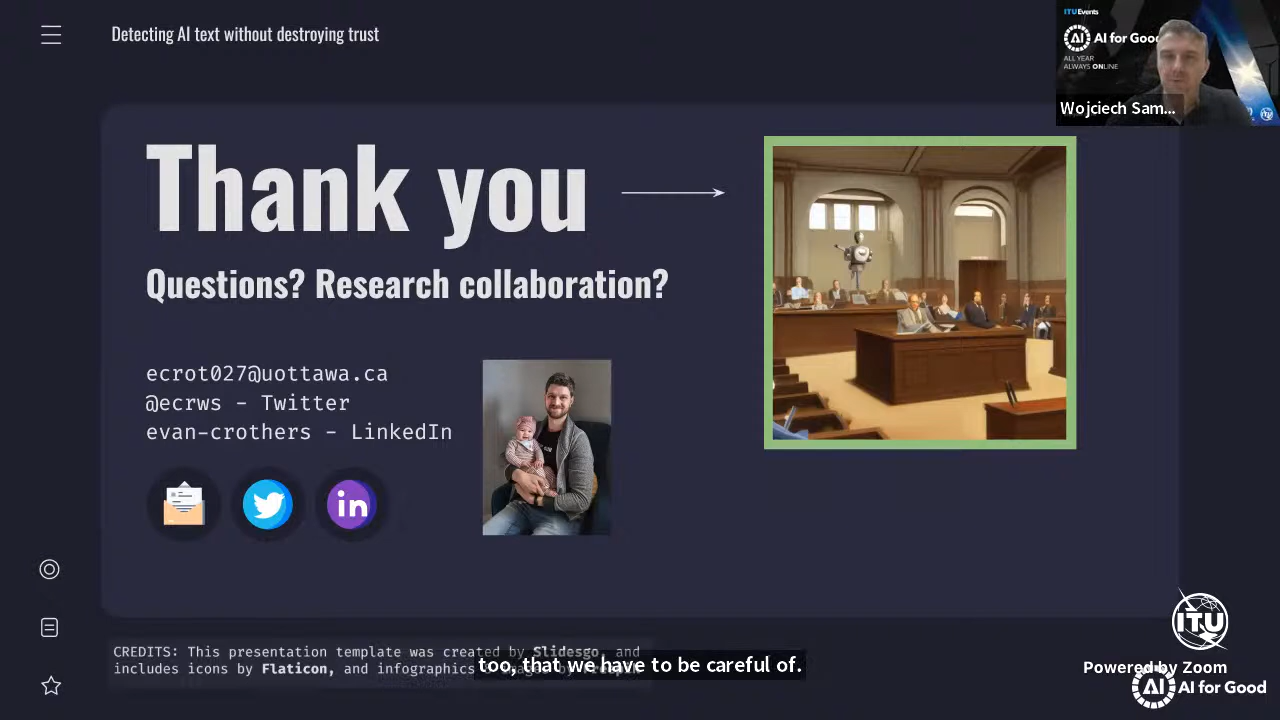 Detecting AI text without destroying trust
ITUEvents
AI for Good
ALL YEAR
ALWAYS ONLINE
Wojciech Sam...
Thank you
Questions? Research collaboration?
ecrot027@uottawa.ca
@ecrws - Twitter
evan-crothers - LinkedIn
in
CREDITS: This presentation template was created by Slidesgo, and
includes icons by Flaticon, and infographics
too, that we have to be careful of.
ITU
Powered by Zoom
AI AI for Good